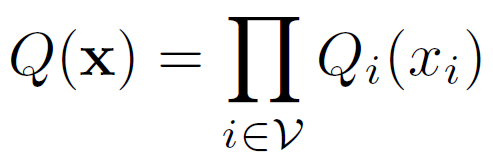 Q(𝐱) = ∏_{i∈𝒱} Q_i(x_i)